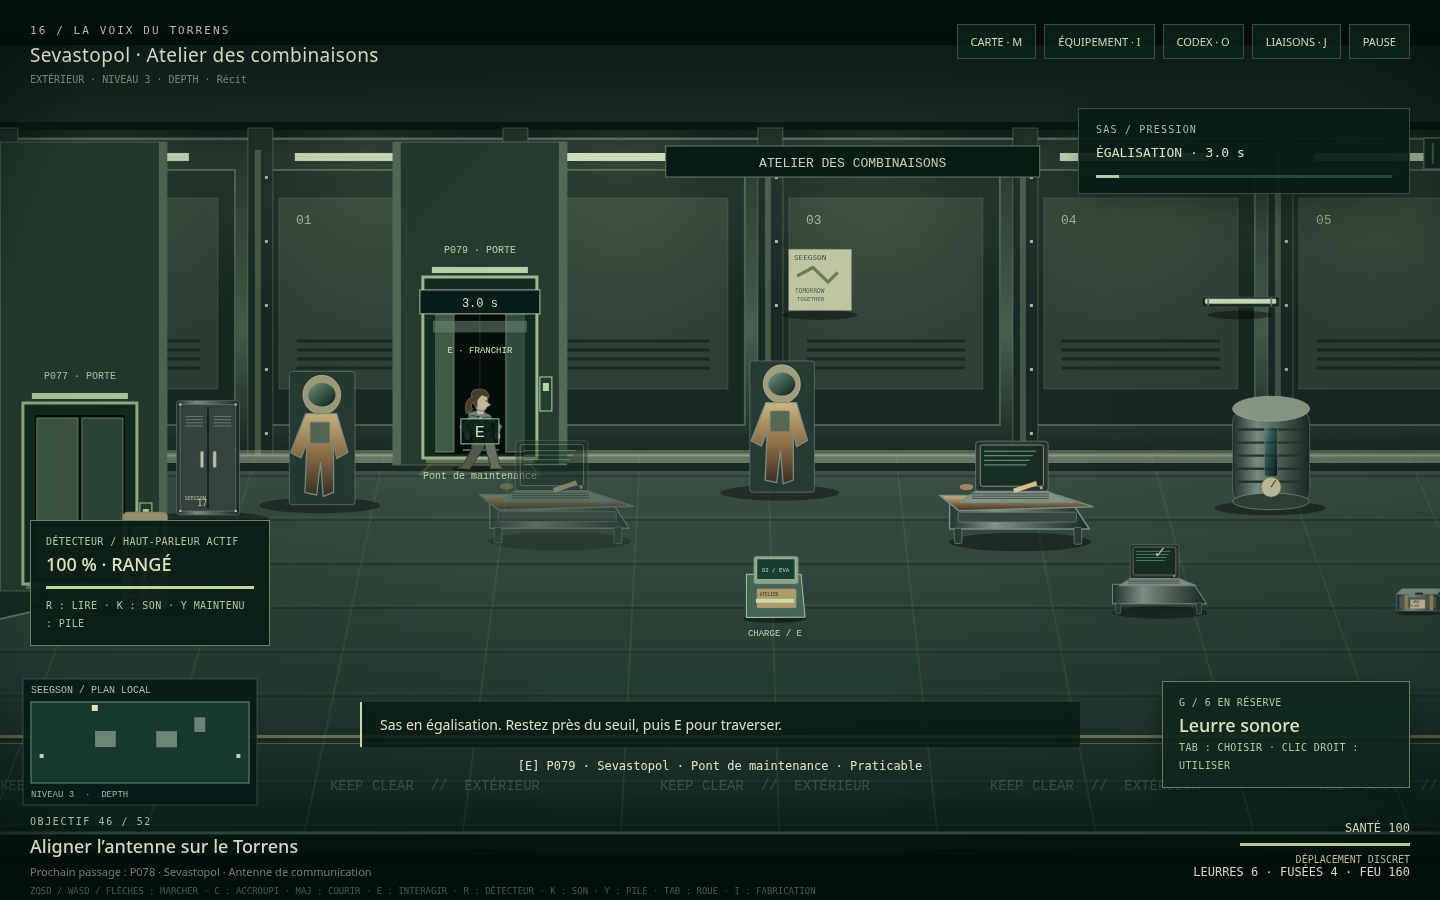 16 / LA VOIX DU TORRENS
Sevastopol · Atelier des combinaisons
EXTÉRIEUR · NIVEAU 3 · DEPTH · Récit
CARTE · M
ÉQUIPEMENT · I
CODEX · O
LIAISONS · J
PAUSE
SAS / PRESSION
ÉGALISATION · 3.0 s
ATELIER DES COMBINAISONS
01
03
04
05
P079 · PORTE
3.0 s
E · FRANCHIR
E
Pont de maintenance
P077 · PORTE
SEEGSON
17
SEEGSON
TOMORROW
TOGETHER
O2 / EVA
ATELIER
CHARGE / E
DÉTECTEUR / HAUT-PARLEUR ACTIF
100 % · RANGÉ
R : LIRE · K : SON · Y MAINTENU
: PILE
SEEGSON / PLAN LOCAL
NIVEAU 3 · DEPTH
Sas en égalisation. Restez près du seuil, puis E pour traverser.
[E] P079 · Sevastopol · Pont de maintenance · Praticable
G / 6 EN RÉSERVE
Leurre sonore
TAB : CHOISIR · CLIC DROIT :
UTILISER
KEEP CLEAR // EXTÉRIEUR
KEEP CLEAR // EXTÉRIEUR
KEEP CLEAR // EXTÉRIEUR
OBJECTIF 46 / 52
Aligner l’antenne sur le Torrens
Prochain passage : P078 · Sevastopol · Antenne de communication
ZQSD / WASD / FLÈCHES : MARCHER · C : ACCROUPI · MAJ : COURIR · E : INTERAGIR · R : DÉTECTEUR · K : SON · Y : PILE · TAB : ROUE · I : FABRICATION
SANTÉ 100
DÉPLACEMENT DISCRET
LEURRES 6 · FUSÉES 4 · FEU 160